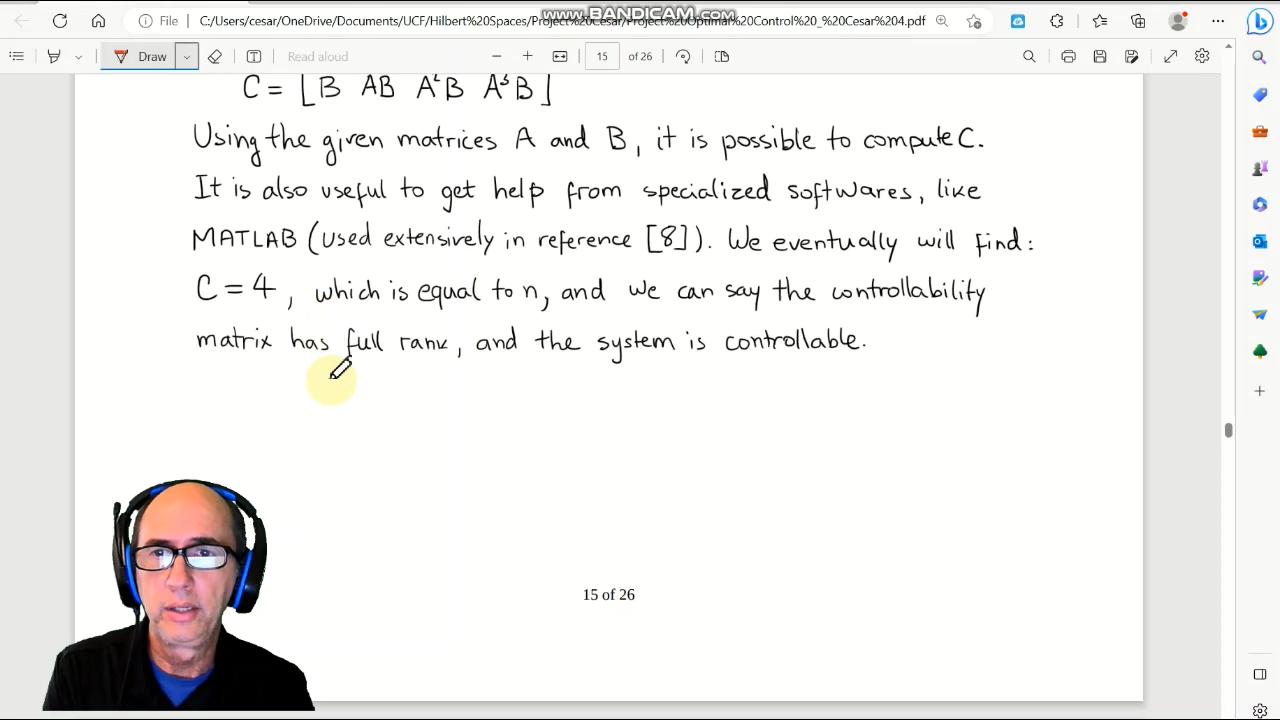 www.BANDICAM.com
File C:/Users/cesar/OneDrive/Documents/UCF/Hilbert%20Spaces/Project%20Cesar/Project%20Optimal%20Control%20_%20Cesar%204.pdf
Draw Read aloud 15 of 26
C = [B AB A²B A³B]
Using the given matrices A and B, it is possible to compute C.
It is also useful to get help from specialized softwares, like
MATLAB (used extensively in reference [8]). We eventually will find:
C = 4, which is equal to n, and we can say the controllability
matrix has full rank, and the system is controllable.
15 of 26